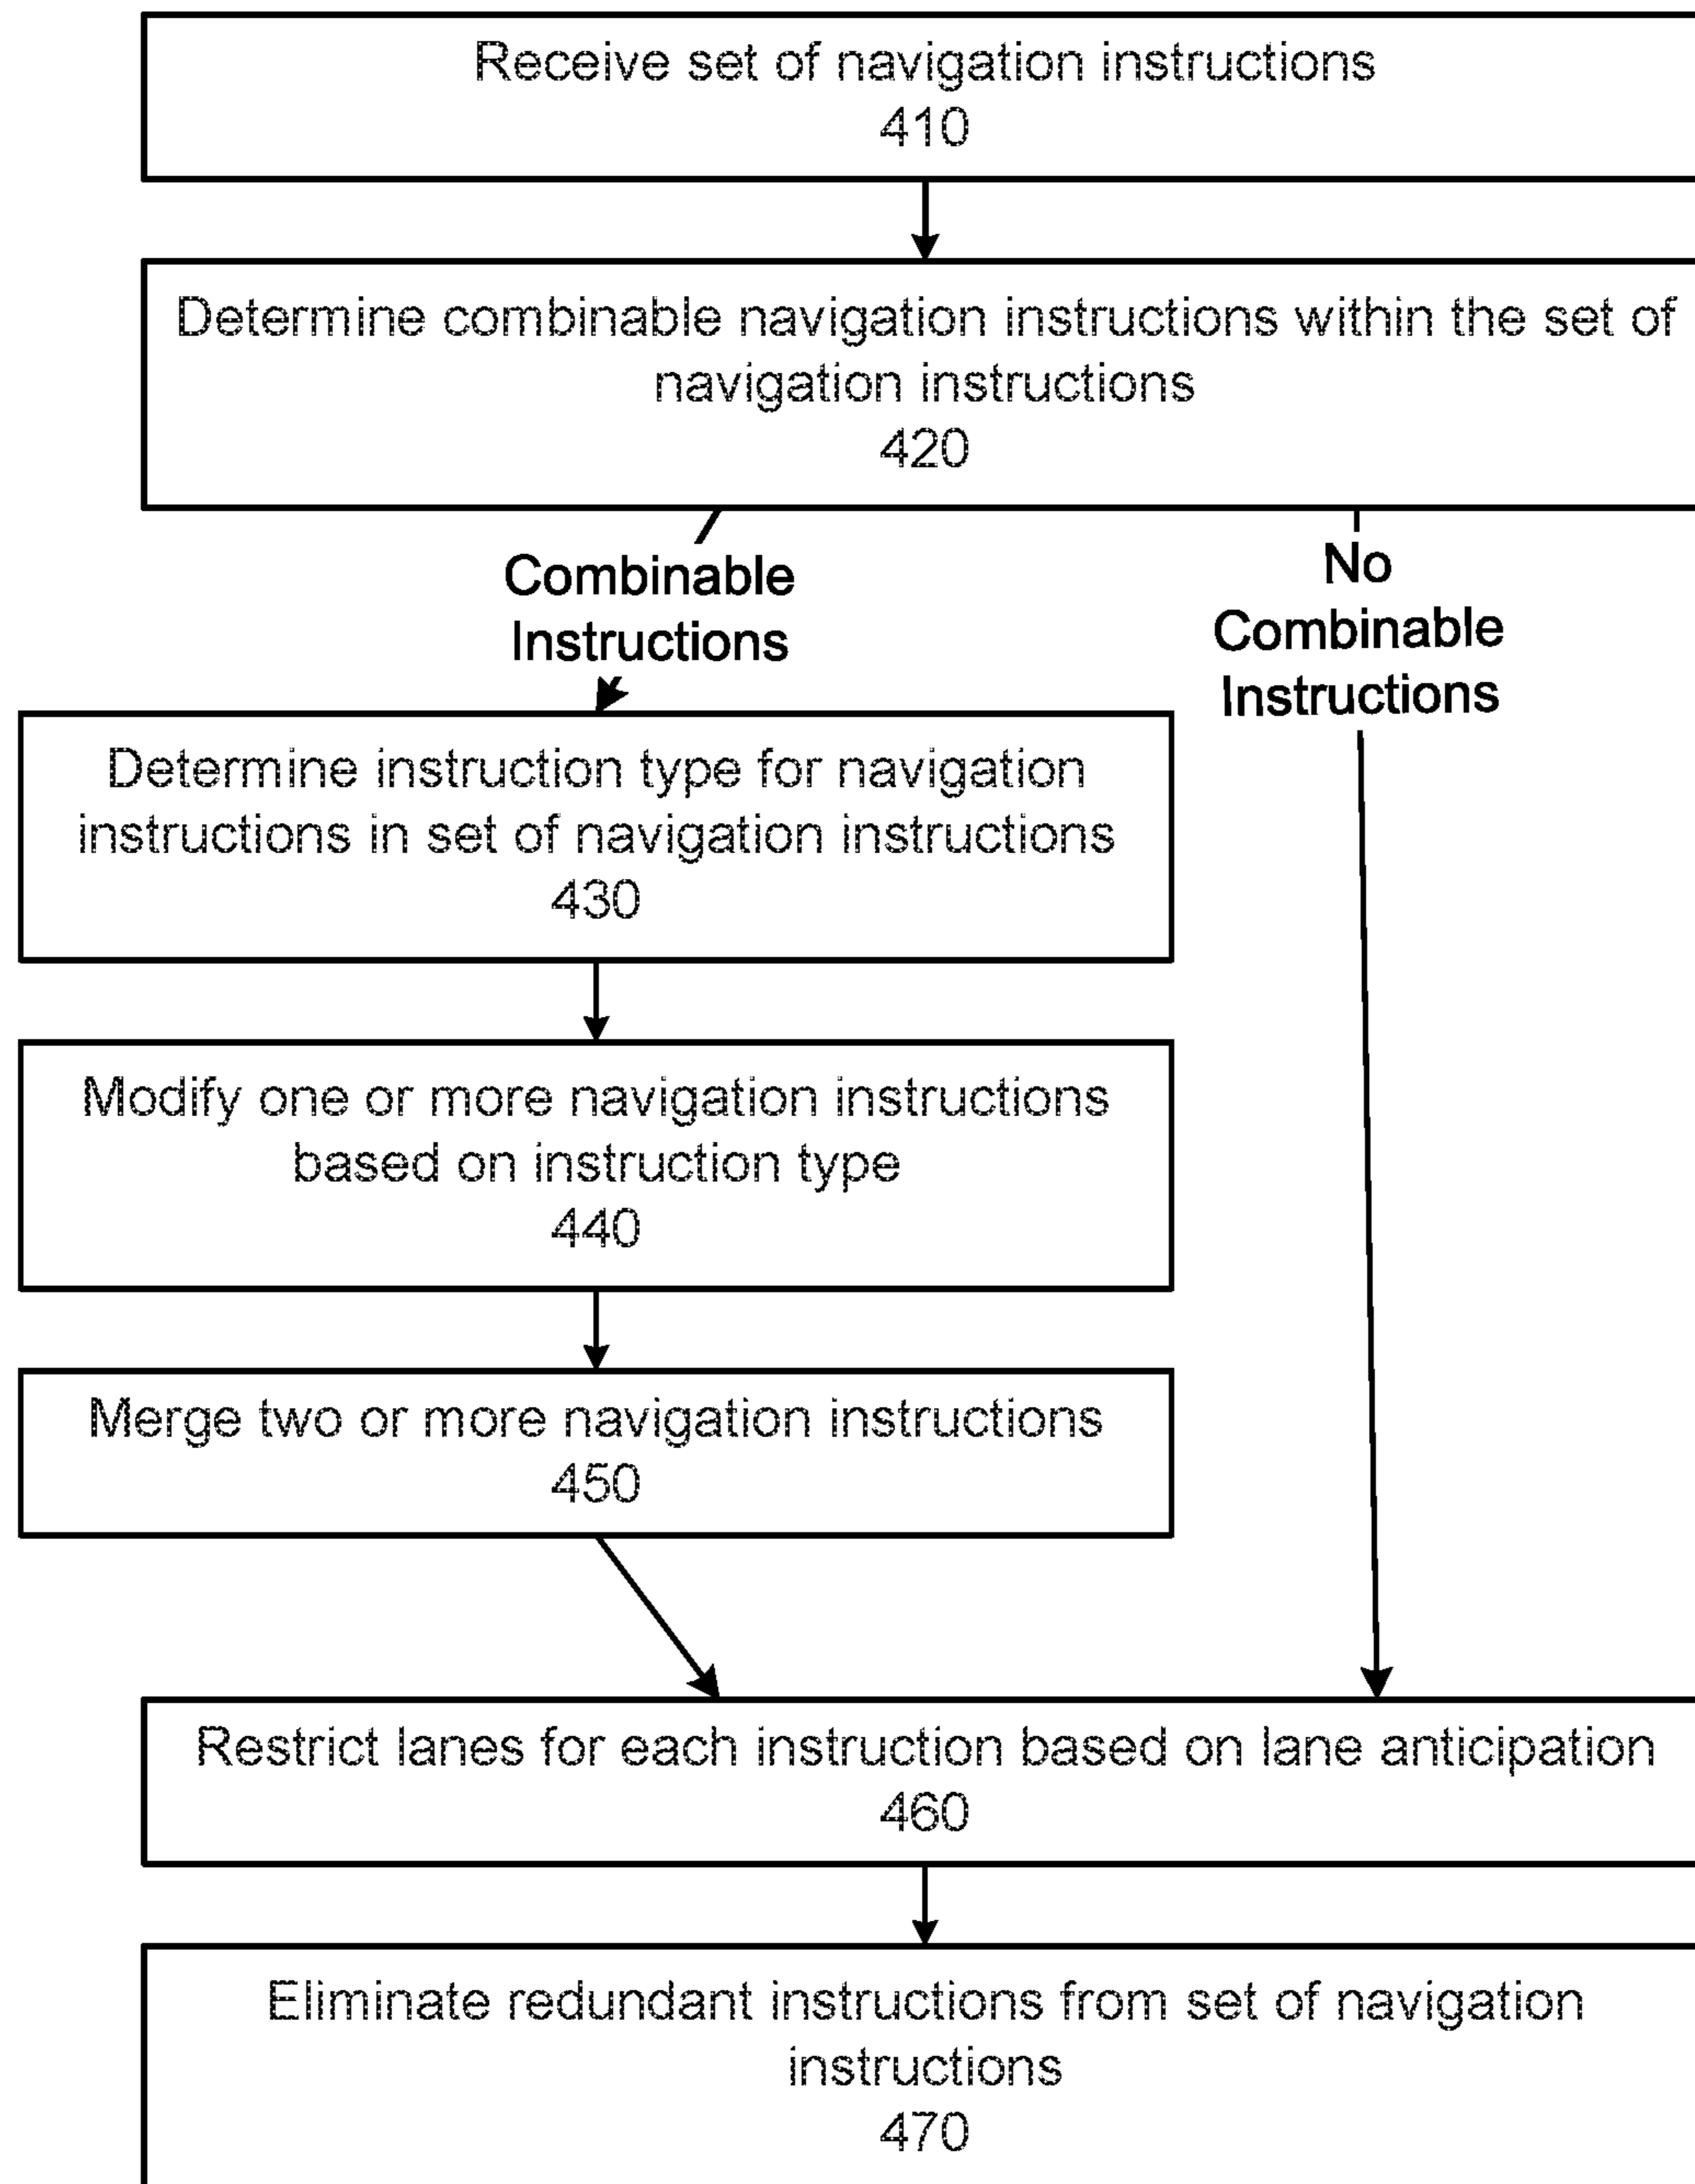 Receive set of navigation instructions
410
Determine combinable navigation instructions within the set of
navigation instructions
420
Combinable
Instructions
No
Combinable
Instructions
Determine instruction type for navigation
instructions in set of navigation instructions
430
Modify one or more navigation instructions
based on instruction type
440
Merge two or more navigation instructions
450
Restrict lanes for each instruction based on lane anticipation
460
Eliminate redundant instructions from set of navigation
instructions
470